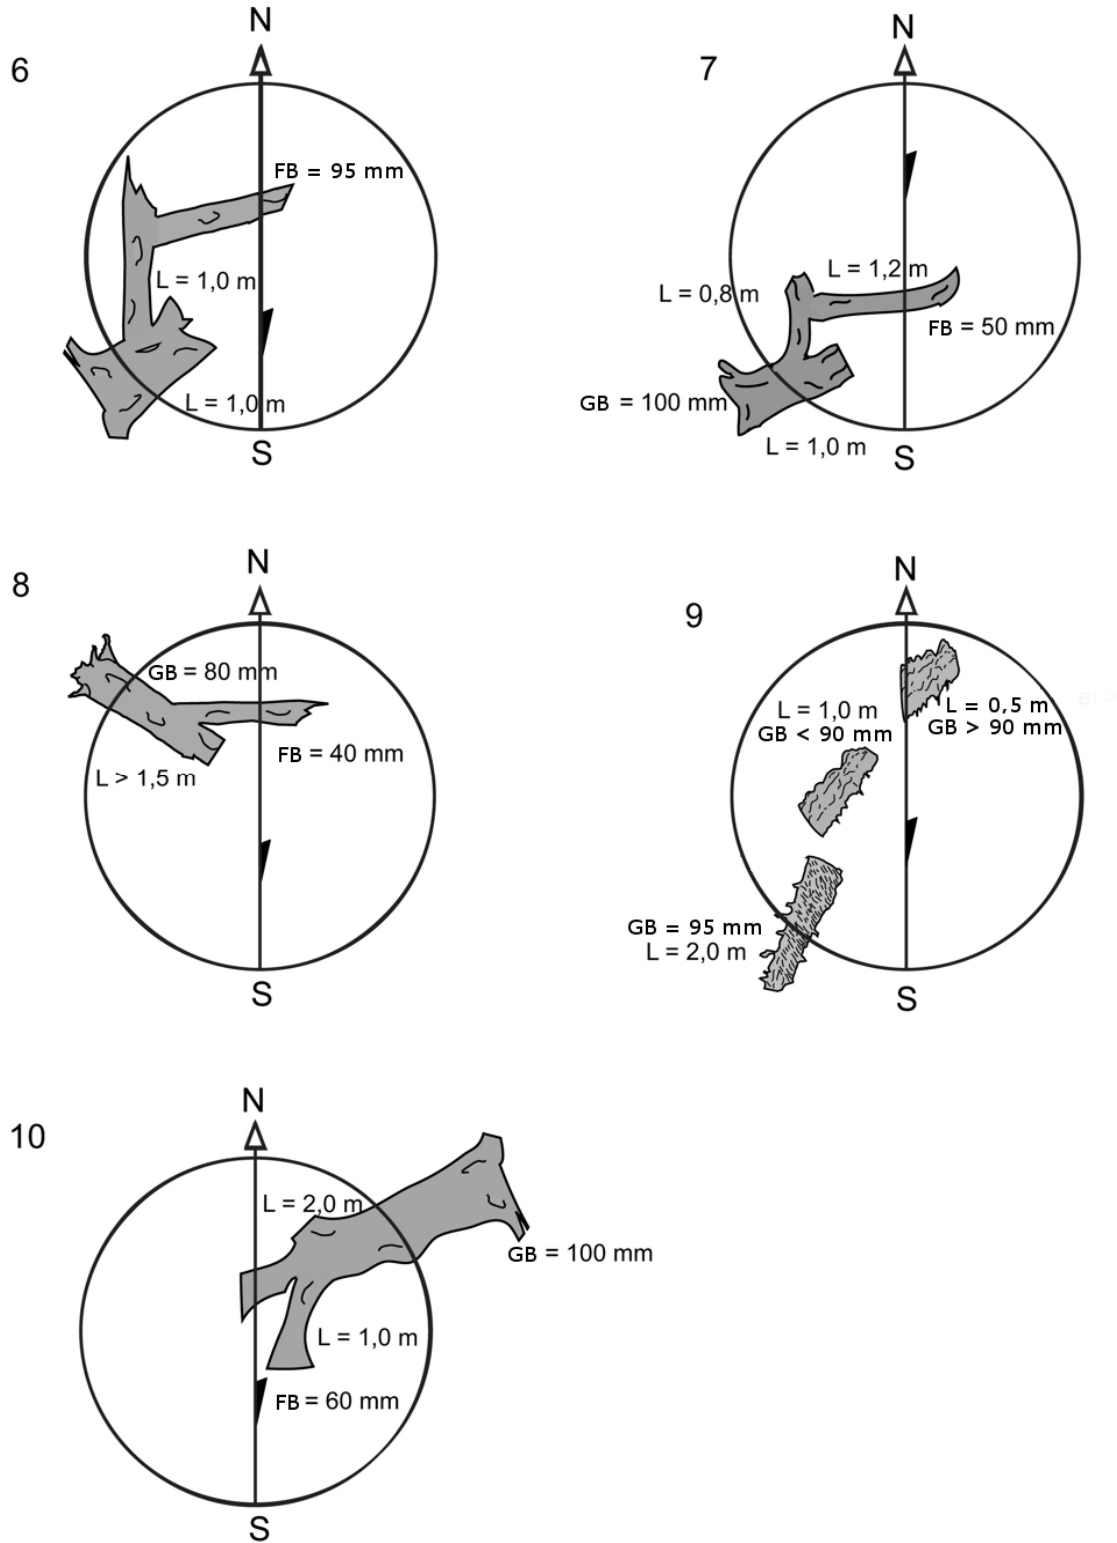 6
N
FB = 95 mm
L = 1,0 m
L = 1,0 m
S
7
N
L = 1,2 m
L = 0,8 m
FB = 50 mm
GB = 100 mm
L = 1,0 m
S
8
N
GB = 80 mm
FB = 40 mm
L > 1,5 m
S
9
N
L = 0,5 m
GB > 90 mm
L = 1,0 m
GB < 90 mm
GB = 95 mm
L = 2,0 m
S
10
N
L = 2,0 m
GB = 100 mm
L = 1,0 m
FB = 60 mm
S